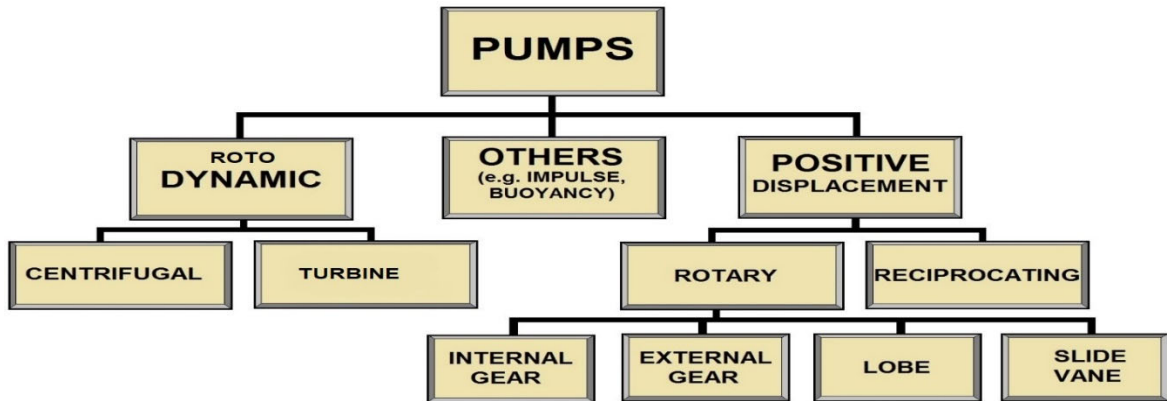 PUMPS
ROTO
DYNAMIC
OTHERS
(e.g. IMPULSE,
BUOYANCY)
POSITIVE
DISPLACEMENT
CENTRIFUGAL
TURBINE
ROTARY
RECIPROCATING
INTERNAL
GEAR
EXTERNAL
GEAR
LOBE
SLIDE
VANE